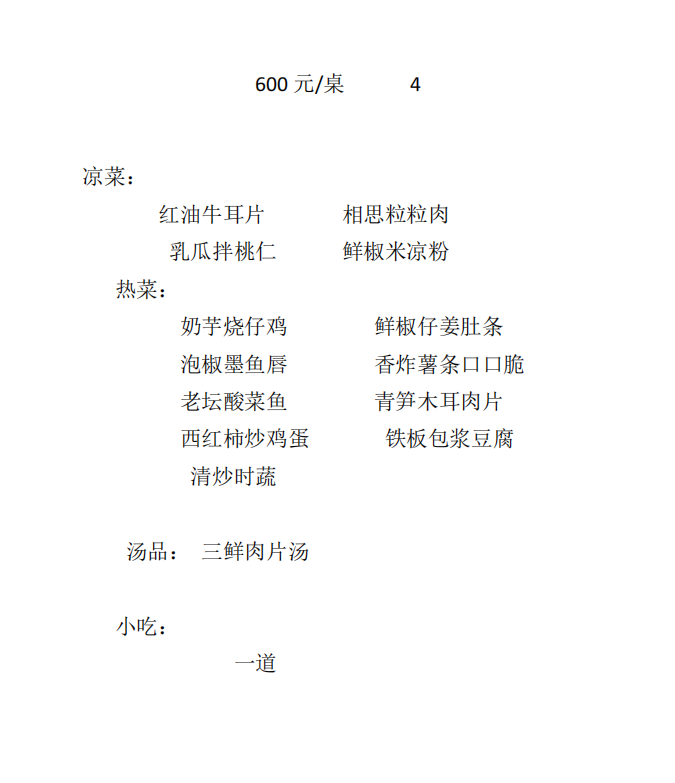 600 元/桌 4
凉菜：
红油牛耳片 相思粒粒肉
乳瓜拌桃仁 鲜椒米凉粉
热菜：
奶芋烧仔鸡 鲜椒仔姜肚条
泡椒墨鱼唇 香炸薯条口口脆
老坛酸菜鱼 青笋木耳肉片
西红柿炒鸡蛋 铁板包浆豆腐
清炒时蔬
汤品： 三鲜肉片汤
小吃：
一道